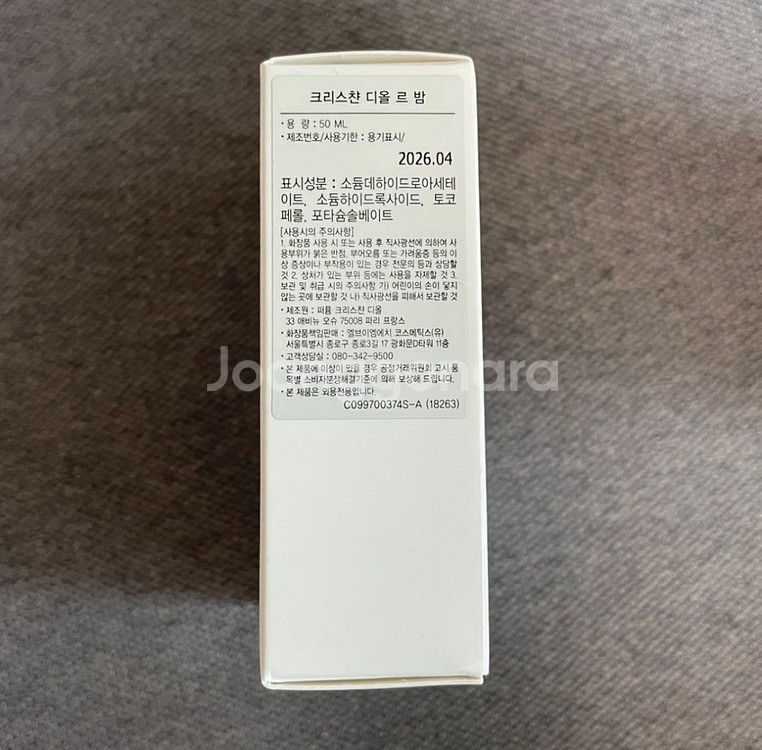 크리스챤 디올 르 밤
• 용 량 : 50 ML
• 제조번호/사용기한 : 용기표시/
2026.04
표시성분 : 소듐데하이드로아세테
이트, 소듐하이드록사이드, 토코
페롤, 포타슘솔베이트
[사용시의 주의사항]
1. 화장품 사용 시 또는 사용 후 직사광선에 의하여 사
용부위가 붉은 반점, 부어오름 또는 가려움증 등의 이
상 증상이나 부작용이 있는 경우 전문의 등과 상담할
것 2. 상처가 있는 부위 등에는 사용을 자제할 것 3.
보관 및 취급 시의 주의사항 가) 어린이의 손이 닿지
않는 곳에 보관할 것 나) 직사광선을 피해서 보관할 것
• 제조원 : 퍼퓸 크리스챤 디올
33 애비뉴 오슈 75008 파리 프랑스
• 화장품책임판매 : 엘브이엠에치 코스메틱스(유)
서울특별시 종로구 종로3길 17 광화문D타워 11층
• 고객상담실 : 080-342-9500
• 본 제품에 이상이 있을 경우 공정거래위원회 고시 품
목별 소비자분쟁해결기준에 의해 보상해 드립니다.
• 본 제품은 외용전용입니다.
C099700374S-A (18263)
Joonggonara